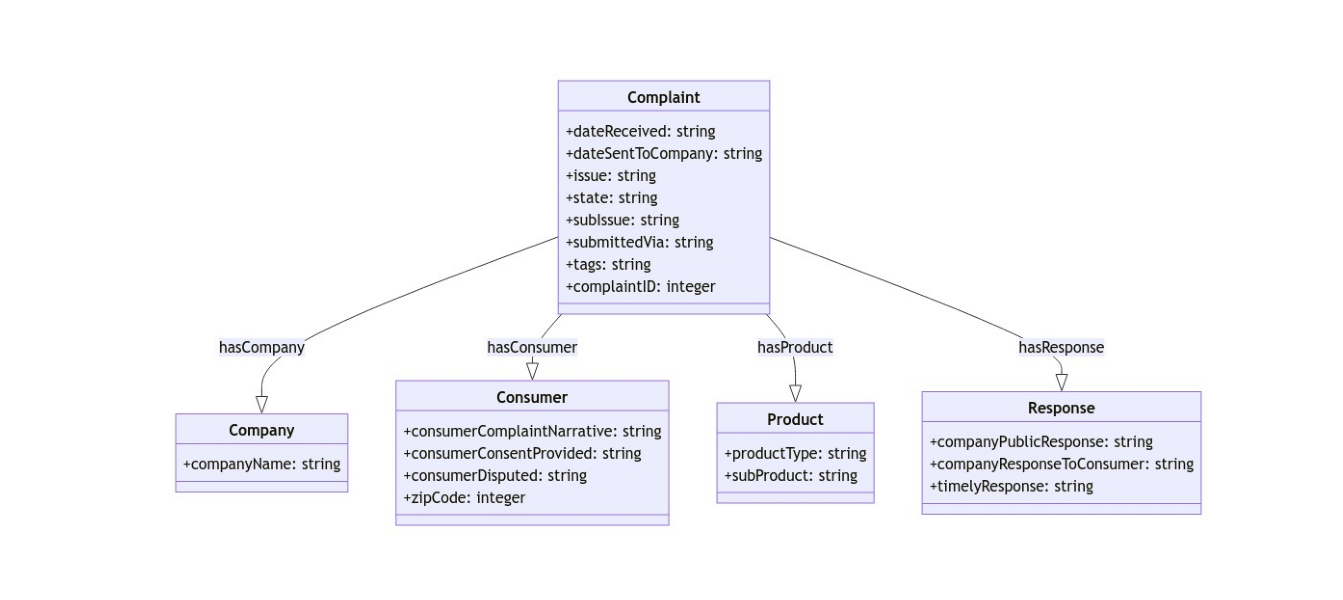 Complaint
+dateReceived: string
+dateSentToCompany: string
+issue: string
+state: string
+subIssue: string
+submittedVia: string
+tags: string
+complaintID: integer
hasCompany
hasConsumer
hasProduct
hasResponse
Company
+companyName: string
Consumer
+consumerComplaintNarrative: string
+consumerConsentProvided: string
+consumerDisputed: string
+zipCode: integer
Product
+productType: string
+subProduct: string
Response
+companyPublicResponse: string
+companyResponseToConsumer: string
+timelyResponse: string